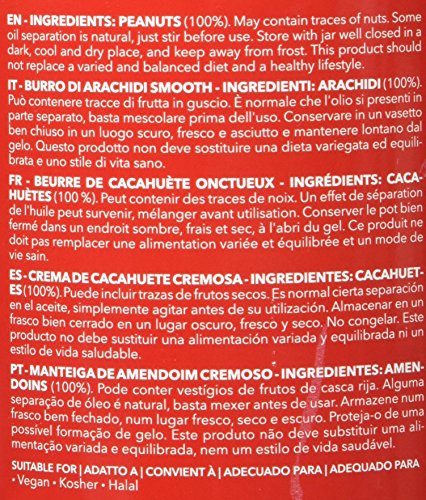 EN - INGREDIENTS: PEANUTS (100%). May contain traces of nuts. Some
oil separation is natural, just stir before use. Store with jar well closed in a
dark, cool and dry place, and keep away from frost. This product should
not replace a varied and balanced diet and a healthy lifestyle.
IT - BURRO DI ARACHIDI SMOOTH - INGREDIENTI: ARACHIDI (100%).
Può contenere tracce di frutta in guscio. È normale che l'olio si presenti in
parte separato, basta mescolare prima dell'uso. Conservare in un vasetto
ben chiuso in un luogo scuro, fresco e asciutto e mantenere lontano dal
gelo. Questo prodotto non deve sostituire una dieta variegata ed equili-
brata e uno stile di vita sano.
FR - BEURRE DE CACAHUÈTE ONCTUEUX - INGRÉDIENTS: CACA-
HUÈTES (100 %). Peut contenir des traces de noix. Un effet de séparation
de l'huile peut survenir, mélanger avant utilisation. Conserver le pot bien
fermé dans un endroit sombre, frais et sec, à l'abri du gel. Ce produit ne
doit pas remplacer une alimentation variée et équilibrée et un mode de
vie sain.
ES - CREMA DE CACAHUETE CREMOSA - INGREDIENTES: CACAHUET-
ES (100%). Puede incluir trazas de frutos secos. Es normal cierta separación
en el aceite, simplemente agitar antes de su utilización. Almacenar en un
frasco bien cerrado en un lugar oscuro, fresco y seco. No congelar. Este
producto no debe sustituir una alimentación variada y equilibrada ni un
estilo de vida saludable.
PT - MANTEIGA DE AMENDOIM CREMOSO - INGREDIENTES: AMEN-
DOINS (100%). Pode conter vestígios de frutos de casca rija. Alguma
separação de óleo é natural, basta mexer antes de usar. Armazene num
frasco bem fechado, num lugar fresco, seco e escuro. Proteja-o de uma
possível formação de gelo. Este produto não deve substituir uma ali-
mentação variada e equilibrada, nem um estilo de vida saudável.
SUITABLE FOR | ADATTO A | CONVIENT À | ADECUADO PARA | ADEQUADO PARA
• Vegan • Kosher • Halal